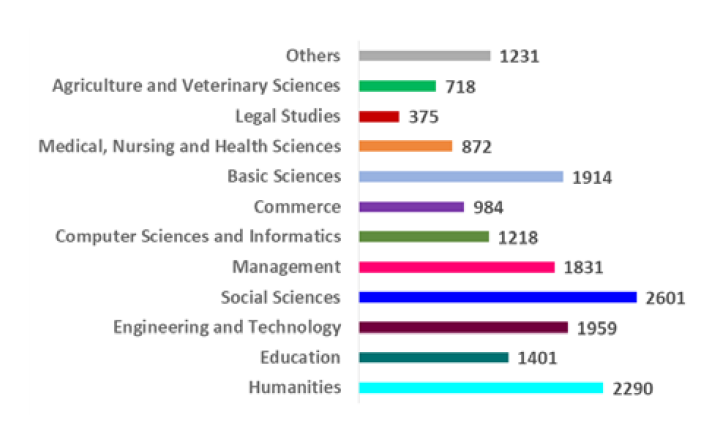 Others 1231
Agriculture and Veterinary Sciences 718
Legal Studies 375
Medical, Nursing and Health Sciences 872
Basic Sciences 1914
Commerce 984
Computer Sciences and Informatics 1218
Management 1831
Social Sciences 2601
Engineering and Technology 1959
Education 1401
Humanities 2290